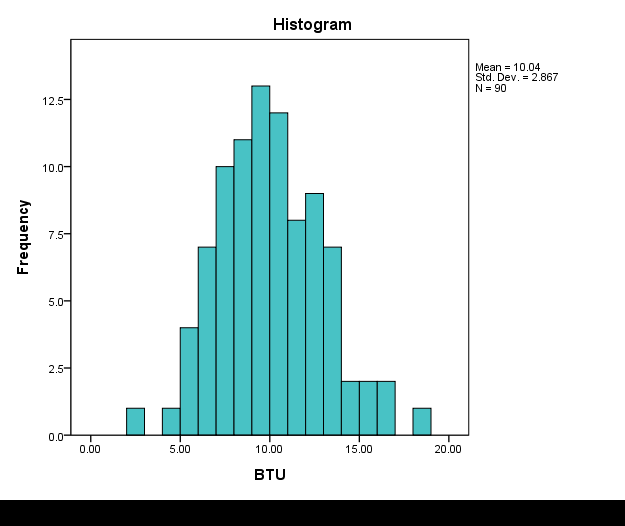 Histogram
Mean = 10.04
Std. Dev. = 2.867
N = 90
12.5
10.0
7.5
5.0
2.5
0.0
Frequency
0.00 5.00 10.00 15.00 20.00
BTU